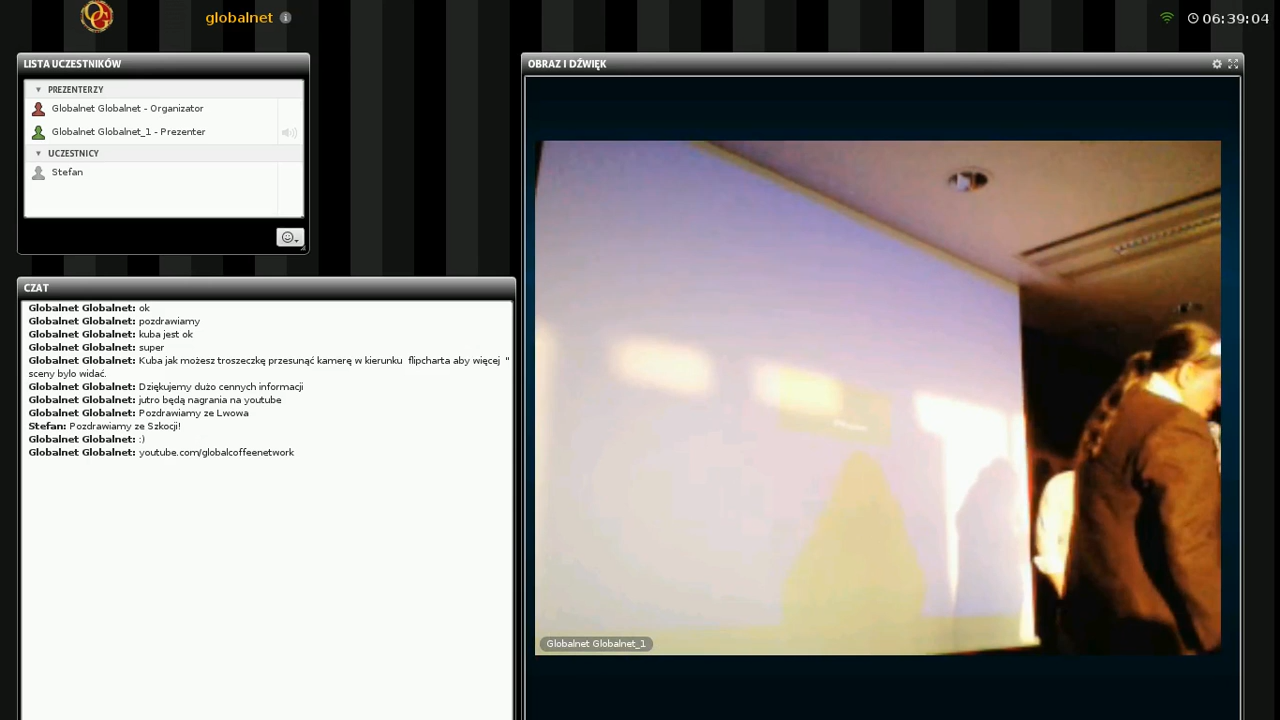 OG
globalnet
06:39:04
LISTA UCZESTNIKÓW
PREZENTERZY
Globalnet Globalnet - Organizator
Globalnet Globalnet_1 - Prezenter
UCZESTNICY
Stefan
CZAT
Globalnet Globalnet: ok
Globalnet Globalnet: pozdrawiamy
Globalnet Globalnet: kuba jest ok
Globalnet Globalnet: super
Globalnet Globalnet: Kuba jak możesz troszeczkę przesunąć kamerę w kierunku  flipcharta aby więcej  "
sceny bylo widać.
Globalnet Globalnet: Dziękujemy dużo cennych informacji
Globalnet Globalnet: jutro będą nagrania na youtube
Globalnet Globalnet: Pozdrawiamy ze Lwowa
Stefan: Pozdrawiamy ze Szkocji!
Globalnet Globalnet: :)
Globalnet Globalnet: youtube.com/globalcoffeenetwork
OBRAZ I DŹWIĘK
Globalnet Globalnet_1